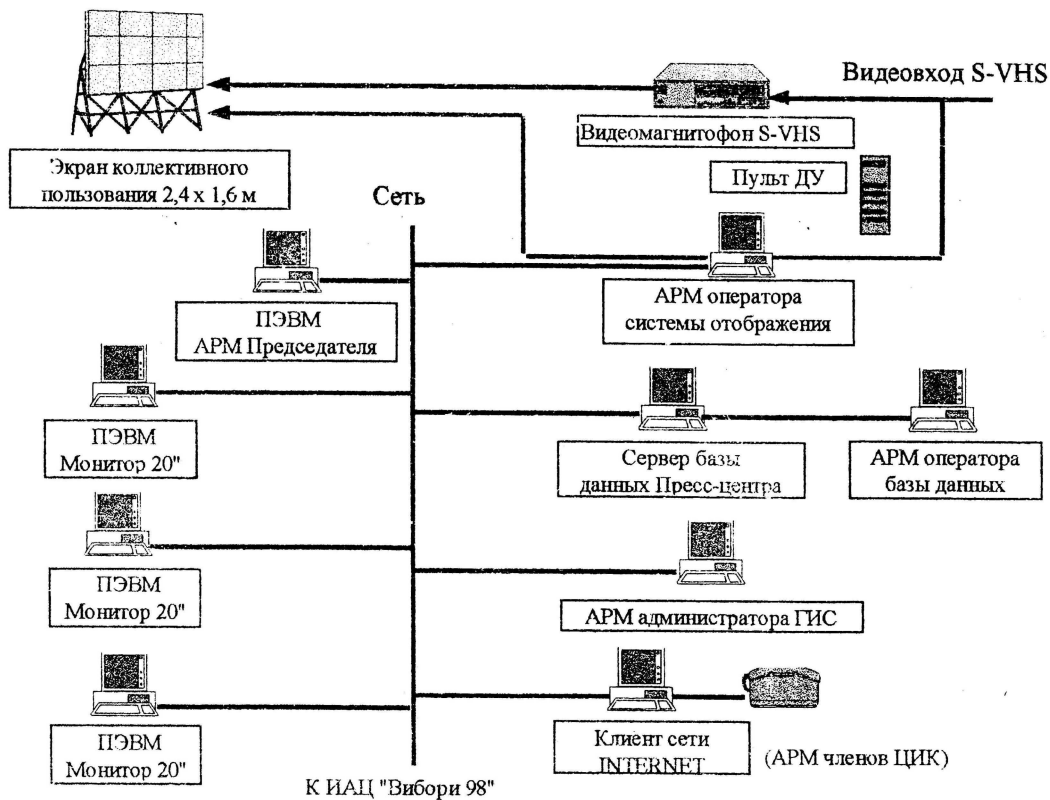 Видеовход S-VHS
Видеомагнитофон S-VHS
Экран коллективного
пользования 2,4 х 1,6 м
Пульт ДУ
Сеть
ПЭВМ
АРМ Председателя
АРМ оператора
системы отображения
ПЭВМ
Монитор 20"
Сервер базы
данных Пресс-центра
АРМ оператора
базы данных
ПЭВМ
Монитор 20"
АРМ администратора ГИС
ПЭВМ
Монитор 20"
Клиент сети
INTERNET
(АРМ членов ЦИК)
К ИАЦ "Вибори 98"